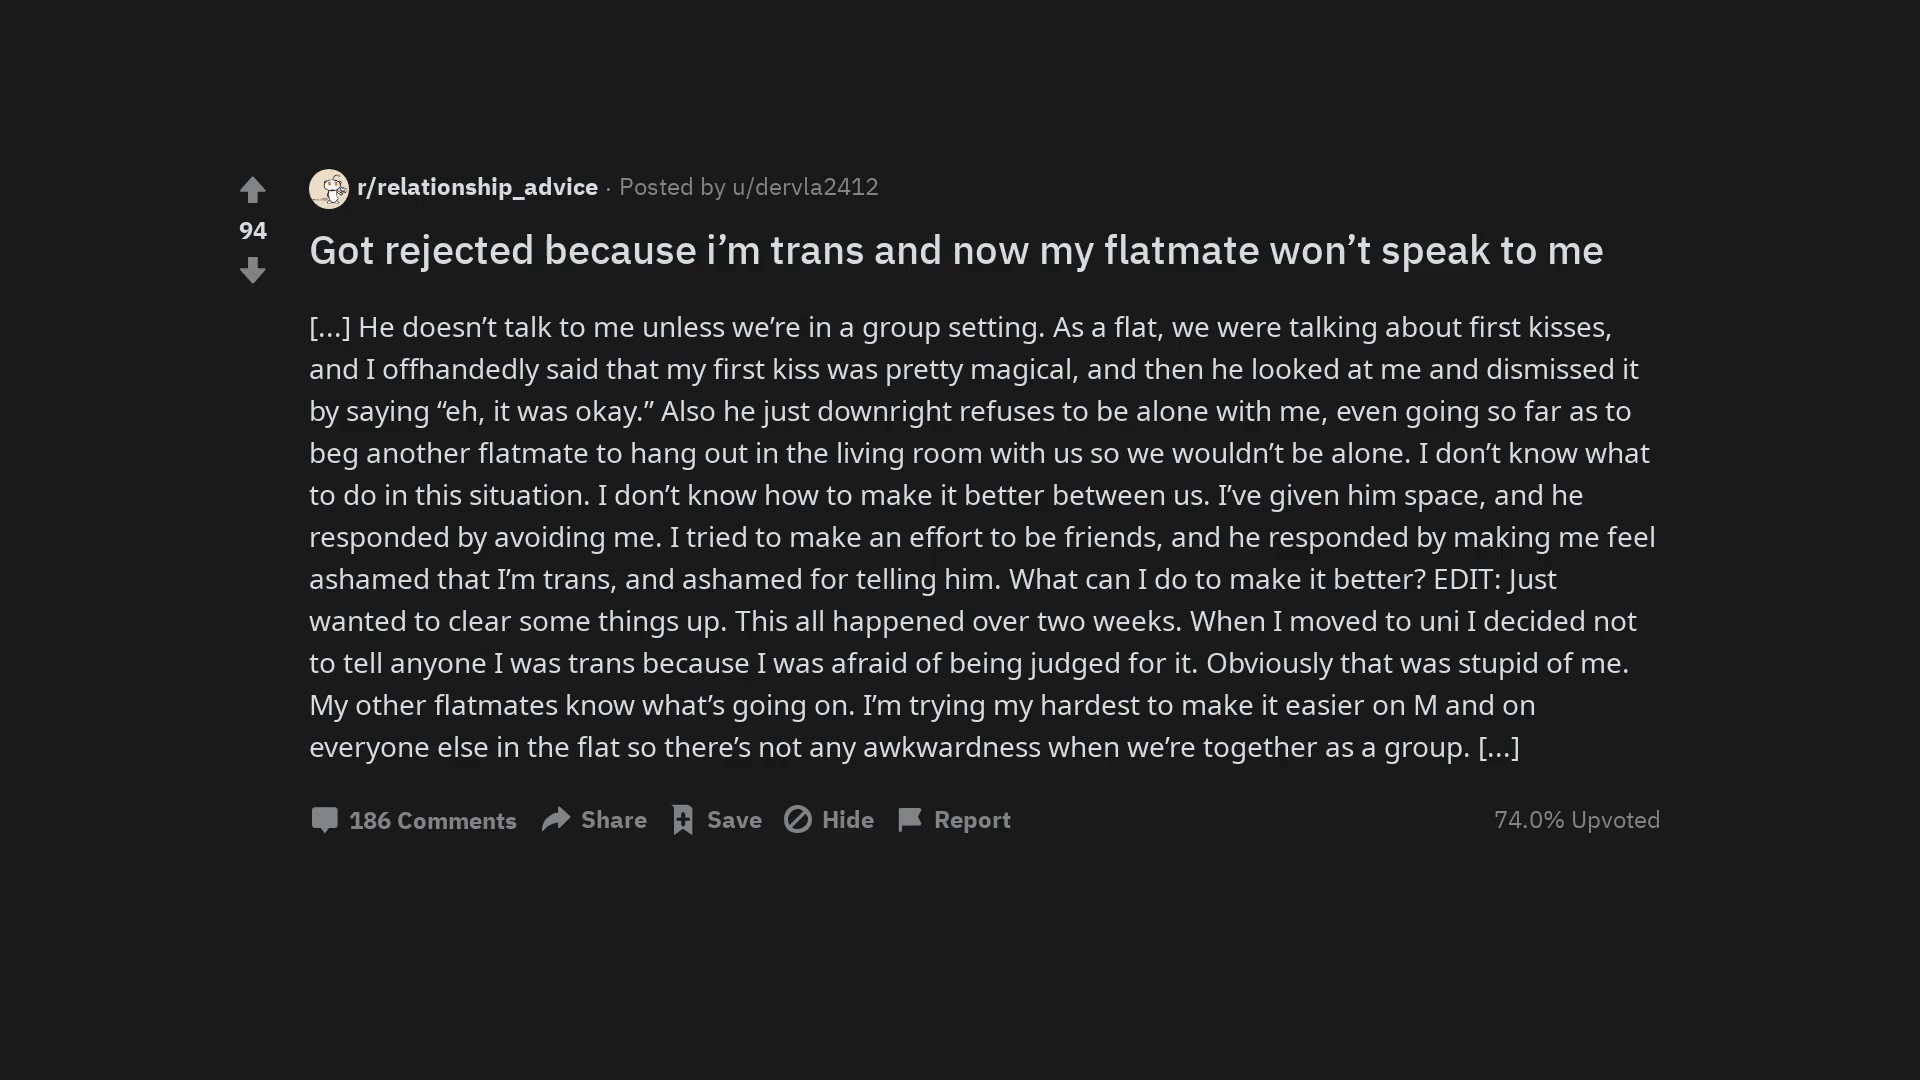 r/relationship_advice · Posted by u/dervla2412
94
Got rejected because i’m trans and now my flatmate won’t speak to me
[...] He doesn’t talk to me unless we’re in a group setting. As a flat, we were talking about first kisses,
and I offhandedly said that my first kiss was pretty magical, and then he looked at me and dismissed it
by saying “eh, it was okay.” Also he just downright refuses to be alone with me, even going so far as to
beg another flatmate to hang out in the living room with us so we wouldn’t be alone. I don’t know what
to do in this situation. I don’t know how to make it better between us. I’ve given him space, and he
responded by avoiding me. I tried to make an effort to be friends, and he responded by making me feel
ashamed that I’m trans, and ashamed for telling him. What can I do to make it better? EDIT: Just
wanted to clear some things up. This all happened over two weeks. When I moved to uni I decided not
to tell anyone I was trans because I was afraid of being judged for it. Obviously that was stupid of me.
My other flatmates know what’s going on. I’m trying my hardest to make it easier on M and on
everyone else in the flat so there’s not any awkwardness when we’re together as a group. [...]
186 Comments Share Save Hide Report 74.0% Upvoted